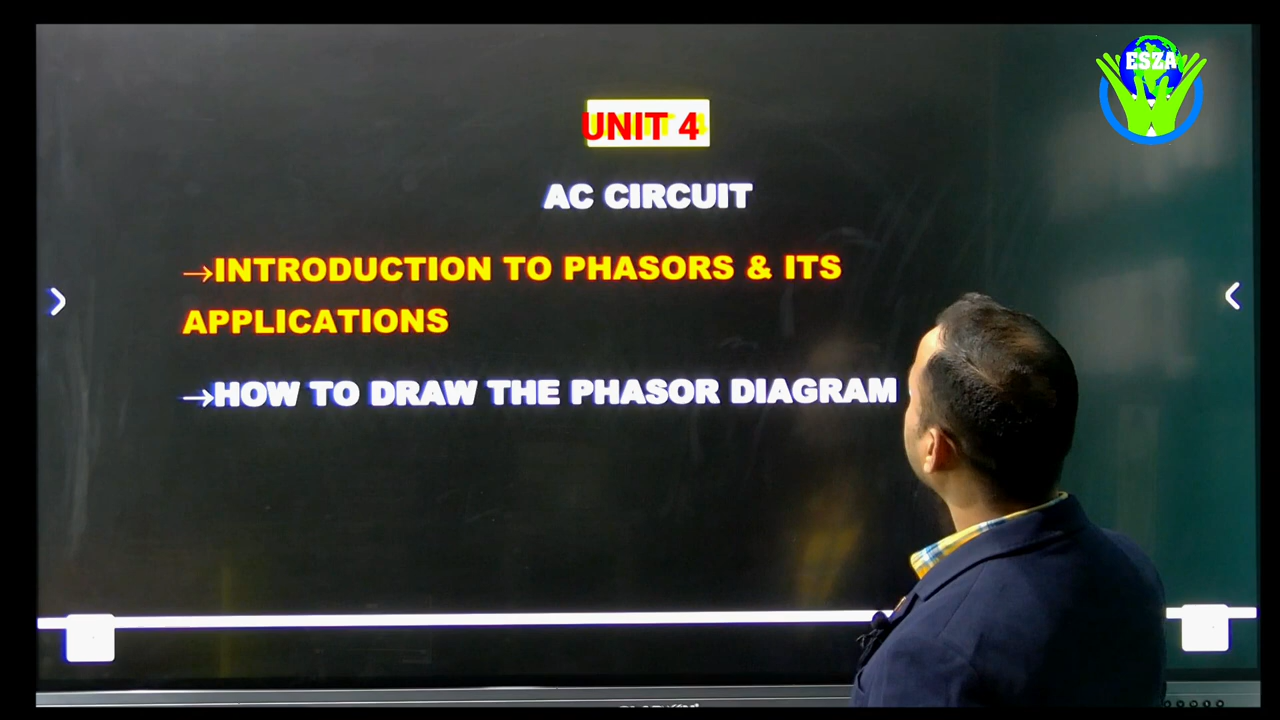 ESZA
UNIT 4
AC CIRCUIT
→INTRODUCTION TO PHASORS & ITS
APPLICATIONS
→HOW TO DRAW THE PHASOR DIAGRAM